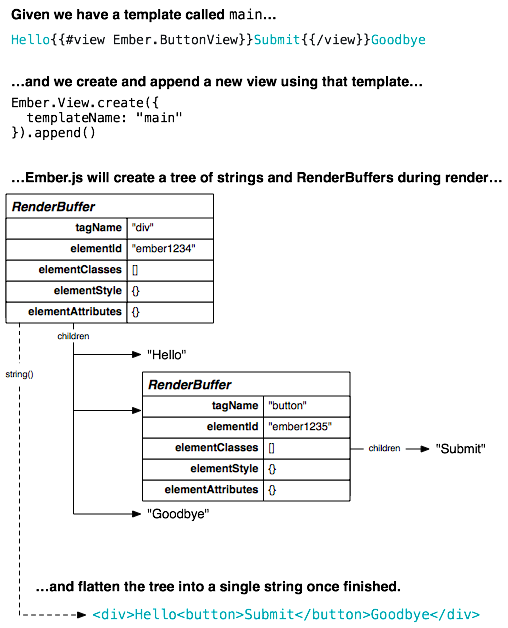 Given we have a template called main…
Hello{{#view Ember.ButtonView}}Submit{{/view}}Goodbye
…and we create and append a new view using that template…
Ember.View.create({
templateName: "main"
}).append()
…Ember.js will create a tree of strings and RenderBuffers during render…
RenderBuffer
tagName "div"
elementId "ember1234"
elementClasses []
elementStyle {}
elementAttributes {}
children
"Hello"
string()
RenderBuffer
tagName "button"
elementId "ember1235"
elementClasses []
children "Submit"
elementStyle {}
elementAttributes {}
"Goodbye"
…and flatten the tree into a single string once finished.
<div>Hello<button>Submit</button>Goodbye</div>